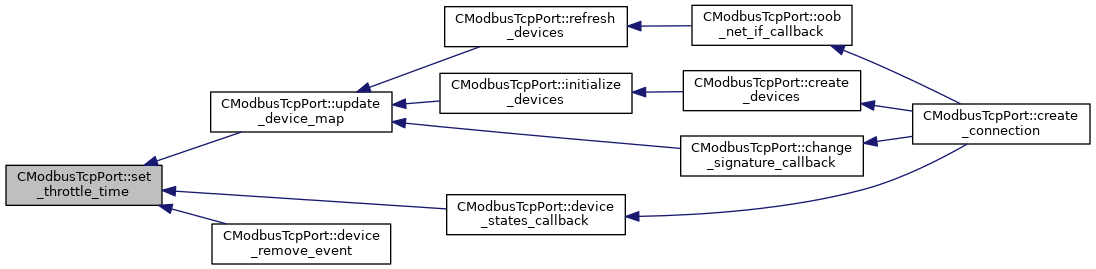 CModbusTcpPort::set
_throttle_time
CModbusTcpPort::update
_device_map
CModbusTcpPort::refresh
_devices
CModbusTcpPort::oob
_net_if_callback
CModbusTcpPort::create
_connection
CModbusTcpPort::initialize
_devices
CModbusTcpPort::create
_devices
CModbusTcpPort::change
_signature_callback
CModbusTcpPort::device
_states_callback
CModbusTcpPort::device
_remove_event